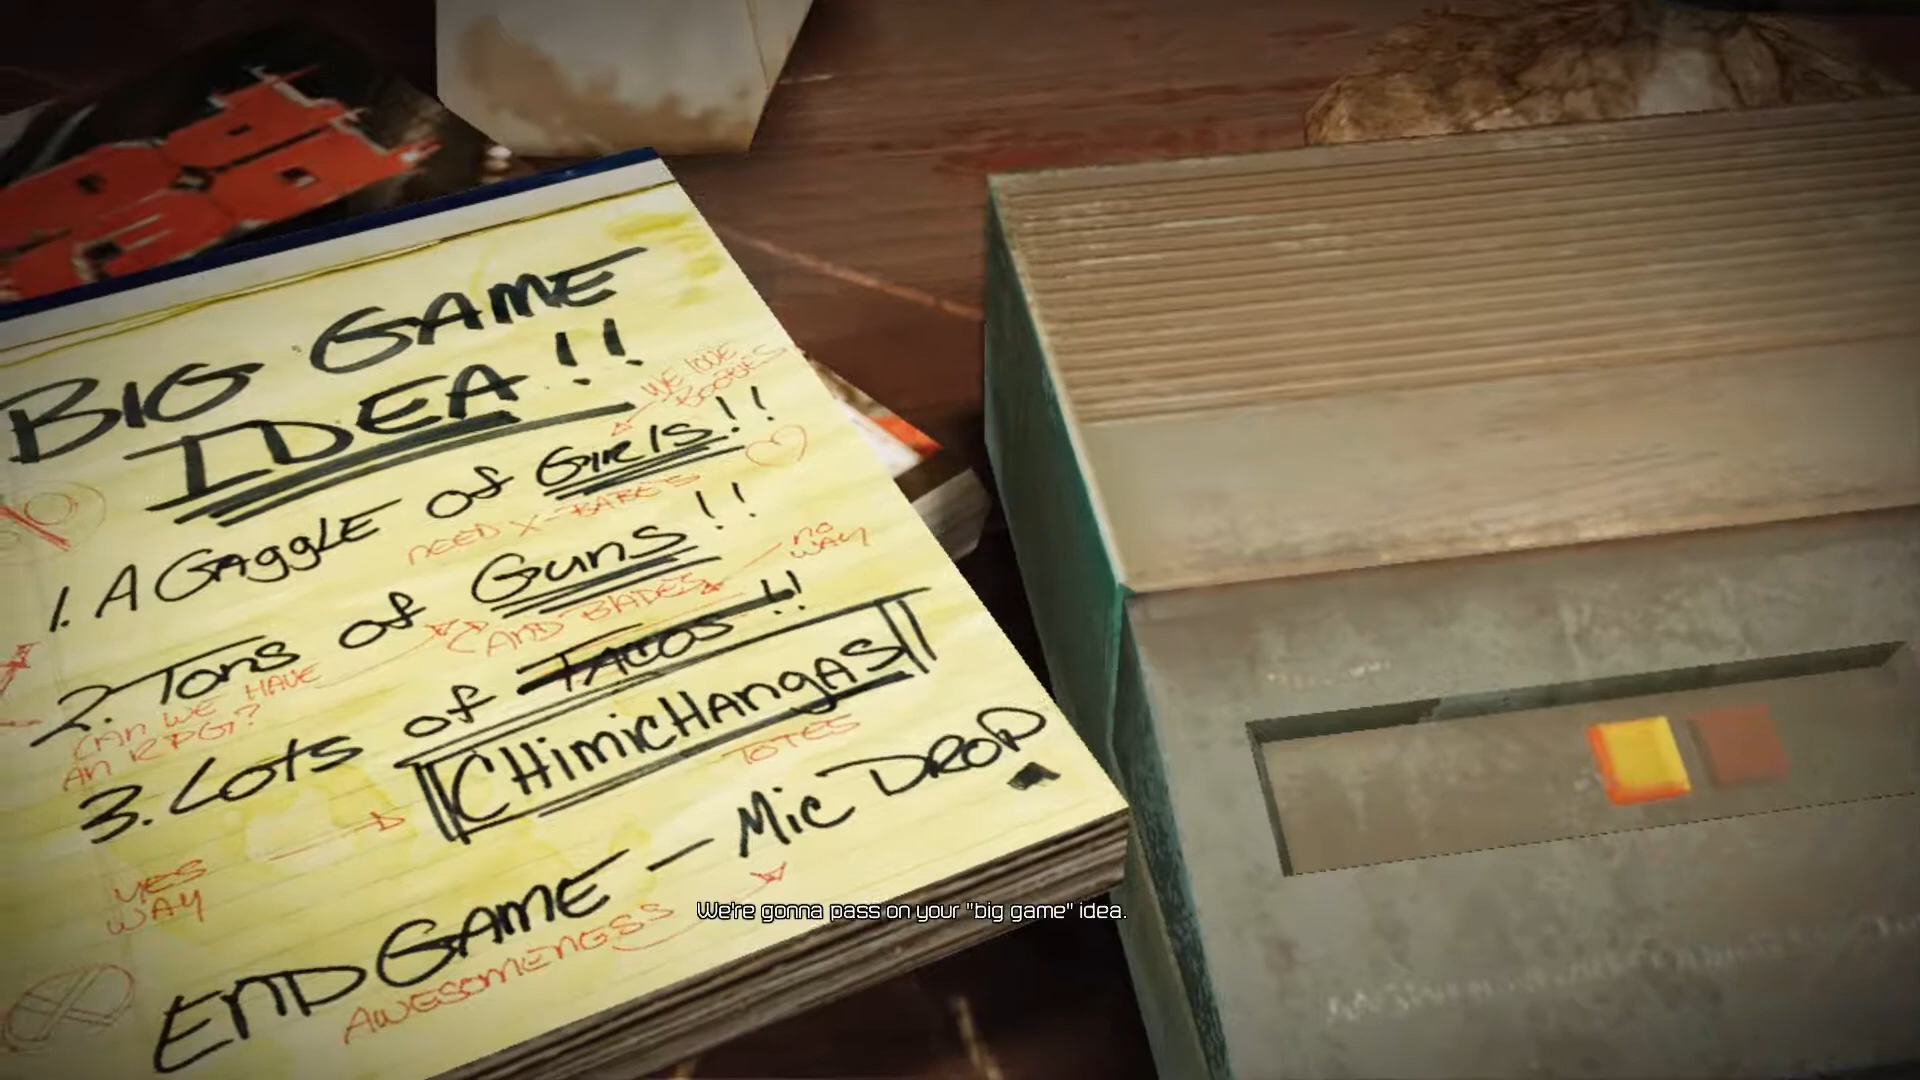 BIG GAME
IDEA!!
WE LOVE
BOOBIES
1. A GAGGLE of GIRLS!!
NEED X-BABES
2. Tons of Guns!!
NO
WAY
(AND BLADES)
CAN WE HAVE
AN RPG?
3. Lots of TACOS!!
CHimicHangAS
TOTES
YES
WAY
END GAME - Mic DROP
AWESOMENESS
We're gonna pass on your "big game" idea.